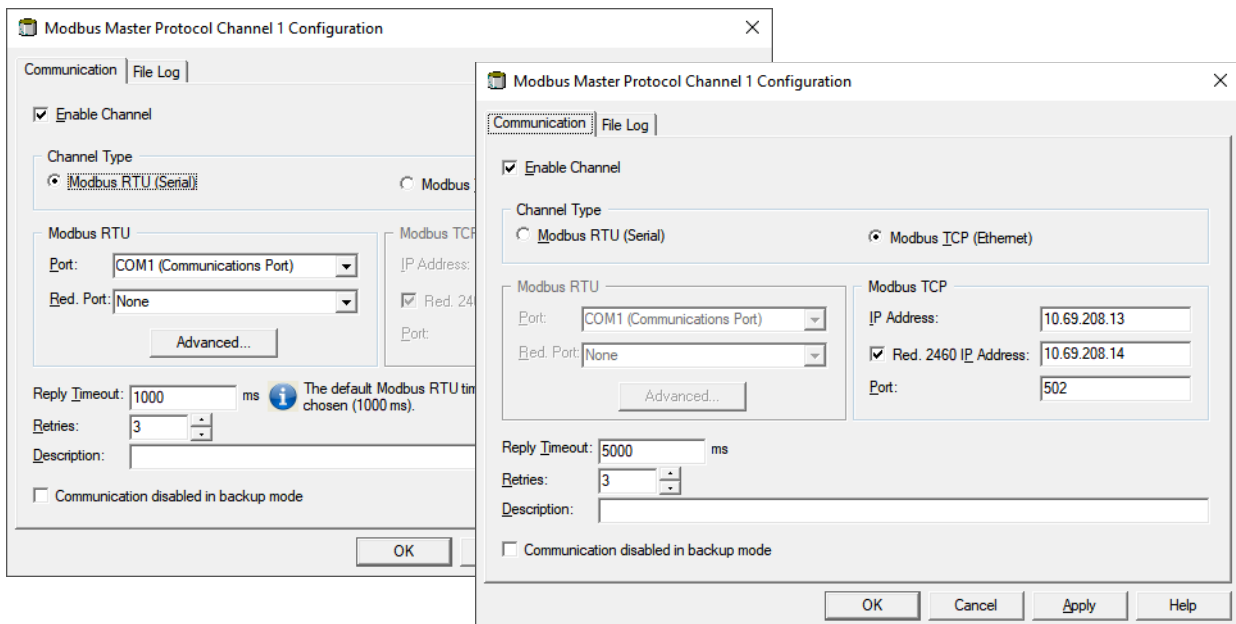 Modbus Master Protocol Channel 1 Configuration
Communication
File Log
Enable Channel
Channel Type
Modbus RTU (Serial)
Modbus
Modbus RTU
Port:
COM1 (Communications Port)
Red. Port:
None
Advanced...
Modbus TCP
IP Address:
Red. 24
Port:
Reply Timeout:
1000
ms
The default Modbus RTU tim
chosen (1000 ms).
Retries:
3
Description:
Communication disabled in backup mode
OK
Modbus Master Protocol Channel 1 Configuration
Communication
File Log
Enable Channel
Channel Type
Modbus RTU (Serial)
Modbus TCP (Ethernet)
Modbus RTU
Port:
COM1 (Communications Port)
Red. Port:
None
Advanced...
Modbus TCP
IP Address:
10.69.208.13
Red. 2460 IP Address:
10.69.208.14
Port:
502
Reply Timeout:
5000
ms
Retries:
3
Description:
Communication disabled in backup mode
OK
Cancel
Apply
Help